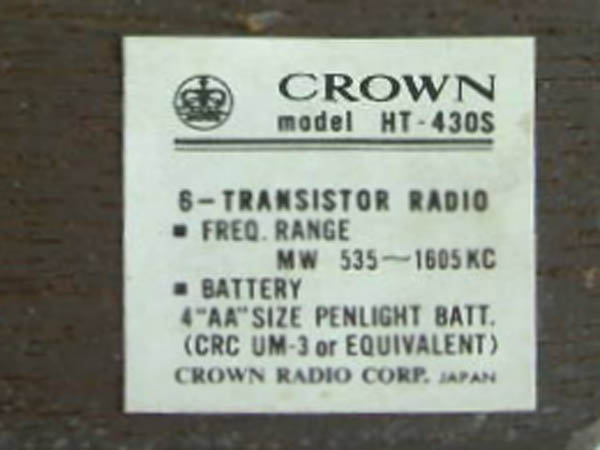 CROWN
model HT-430S
6-TRANSISTOR RADIO
▪ FREQ. RANGE
MW 535~1605KC
▪ BATTERY
4"AA"SIZE PENLIGHT BATT.
(CRC UM-3 or EQUIVALENT)
CROWN RADIO CORP. JAPAN